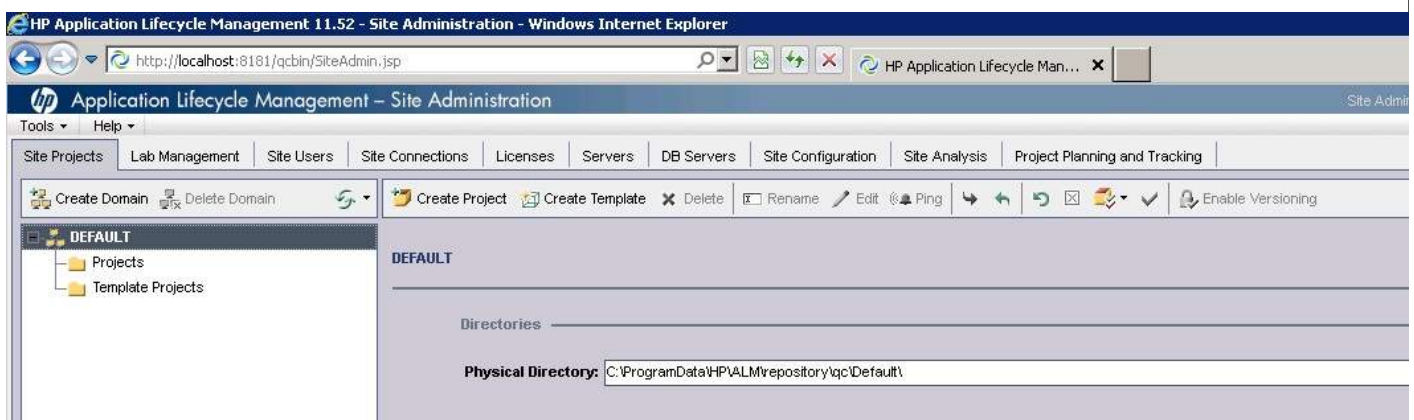 HP Application Lifecycle Management 11.52 - Site Administration - Windows Internet Explorer
http://localhost:8181/qcbin/SiteAdmin.jsp HP Application Lifecycle Man...
hp Application Lifecycle Management – Site Administration Site Admin
Tools Help
Site Projects Lab Management Site Users Site Connections Licenses Servers DB Servers Site Configuration Site Analysis Project Planning and Tracking
Create Domain Delete Domain Create Project Create Template Delete Rename Edit Ping Enable Versioning
DEFAULT
Projects
Template Projects
DEFAULT
Directories
Physical Directory: C:\ProgramData\HP\ALM\repository\qc\Default\